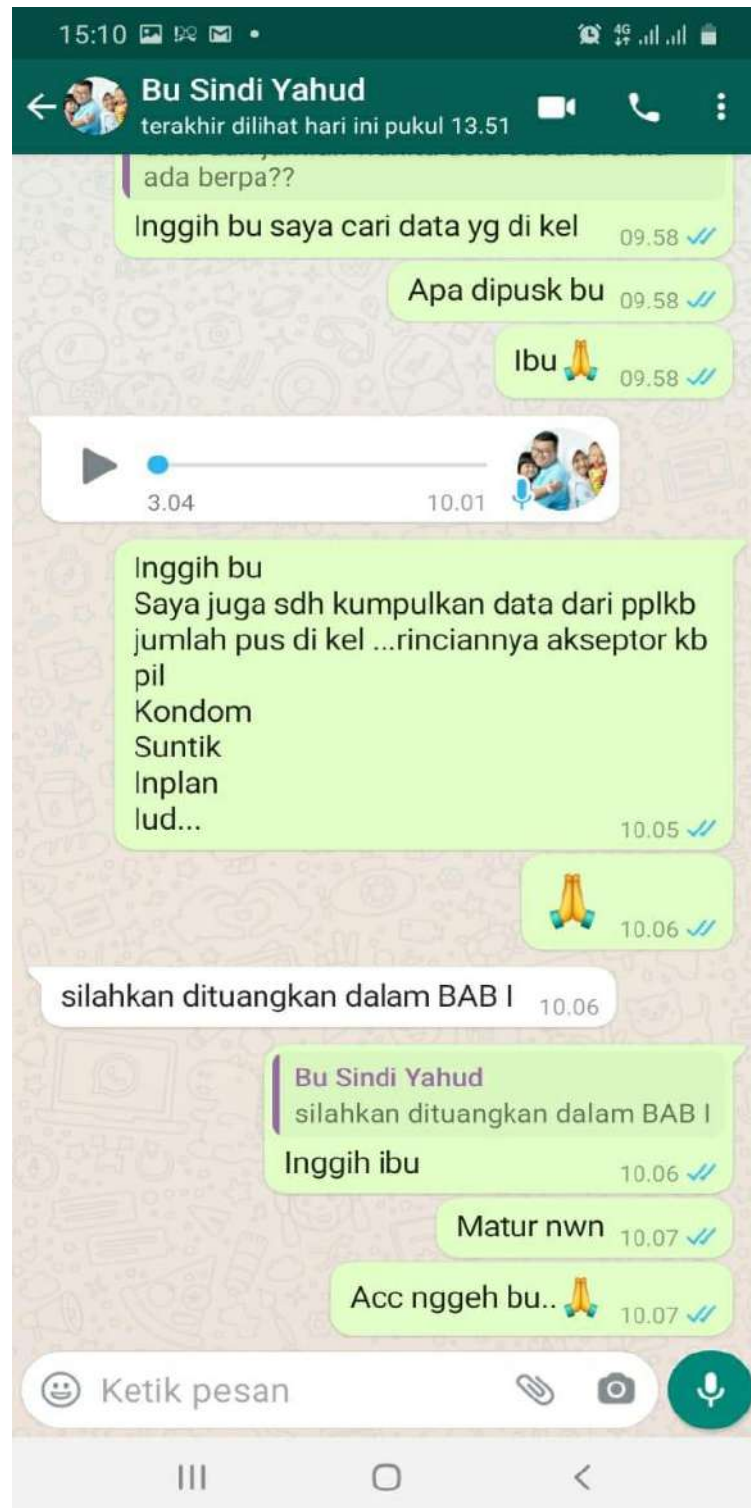 15:10
4G
Bu Sindi Yahud
terakhir dilihat hari ini pukul 13.51
ada berpa??
Inggih bu saya cari data yg di kel 09.58
Apa dipusk bu 09.58
Ibu 🙏 09.58
3.04 10.01
Inggih bu
Saya juga sdh kumpulkan data dari pplkb
jumlah pus di kel ...rinciannya akseptor kb
pil
Kondom
Suntik
Inplan
Iud... 10.05
🙏 10.06
silahkan dituangkan dalam BAB I 10.06
Bu Sindi Yahud
silahkan dituangkan dalam BAB I
Inggih ibu 10.06
Matur nwn 10.07
Acc nggeh bu.. 🙏 10.07
Ketik pesan